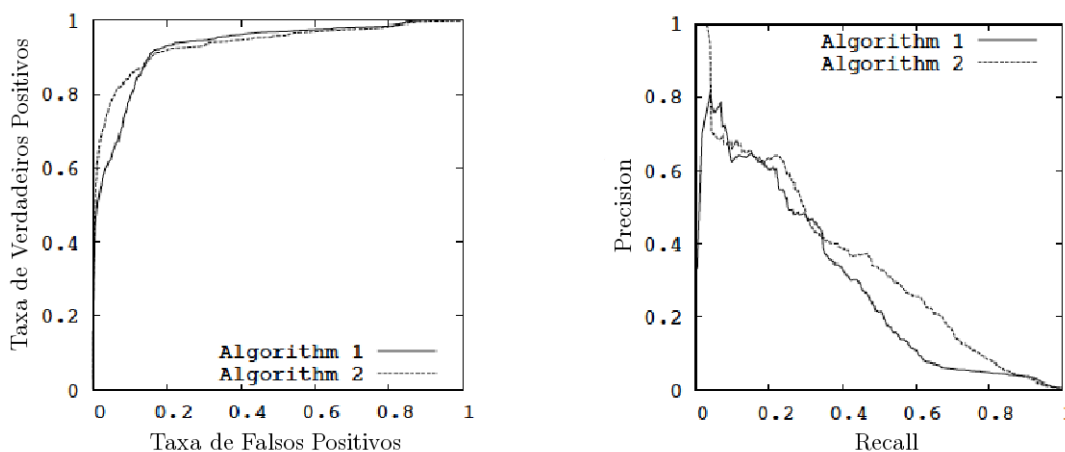 1
0.8
0.6
0.4
0.2
0
Taxa de Verdadeiros Positivos
Algorithm 1
Algorithm 2
0 0.2 0.4 0.6 0.8 1
Taxa de Falsos Positivos
1
0.8
0.6
0.4
0.2
0
Precision
Algorithm 1
Algorithm 2
0 0.2 0.4 0.6 0.8
Recall